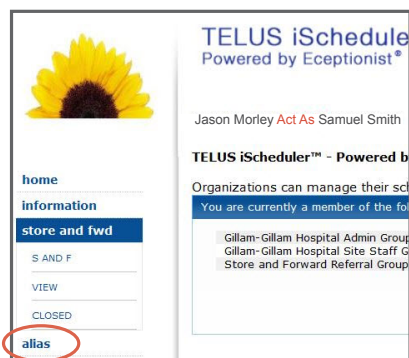 TELUS iSchedule
Powered by Eceptionist®
Jason Morley Act As Samuel Smith
TELUS iScheduler™ - Powered b
Organizations can manage their sch
You are currently a member of the fol
Gillam-Gillam Hospital Admin Group
Gillam-Gillam Hospital Site Staff G
Store and Forward Referral Group
home
information
store and fwd
S AND F
VIEW
CLOSED
alias